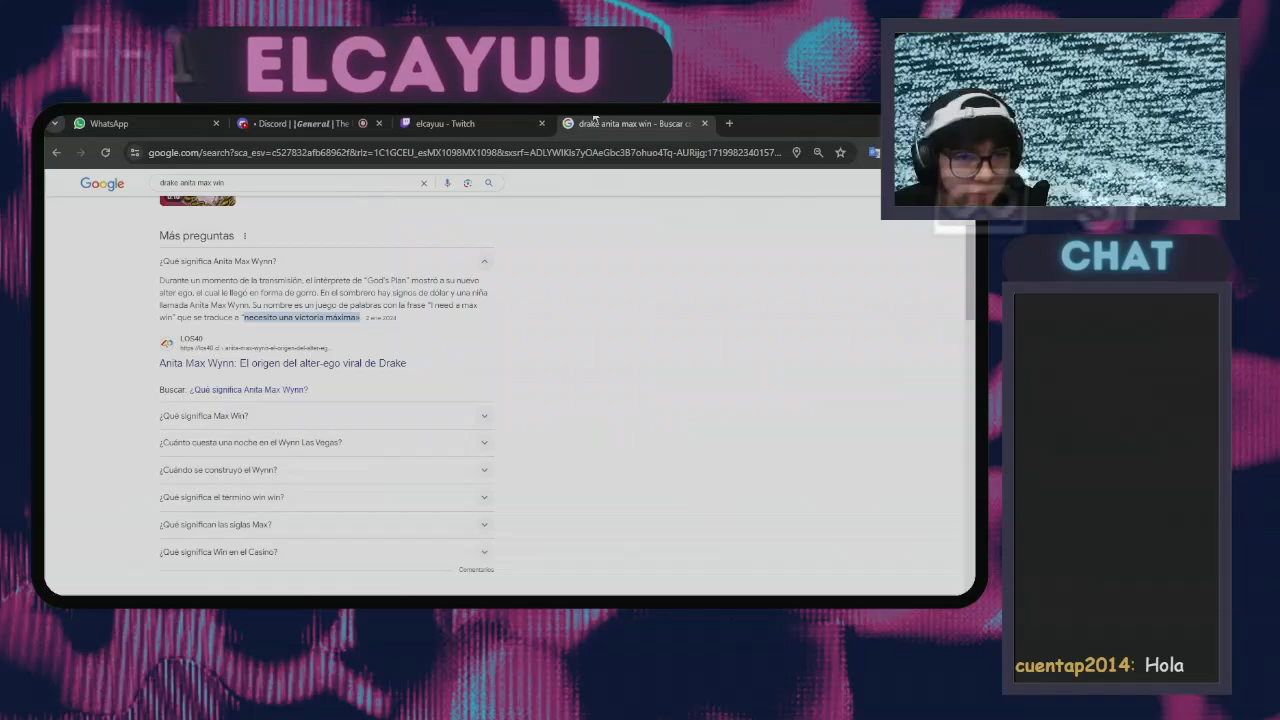 ELCAYUU
WhatsApp
• Discord | |General | The
elcayuu - Twitch
drake anita max win - Buscar c
google.com/search?sca_esv=c527832afb68962f&rlz=1C1GCEU_esMX1098MX1098&sxsrf=ADLYWIKIs7yOAeGbc3B7ohuo4Tq-AURijg:1719982340157...
Google
drake anita max win
Más preguntas
¿Qué significa Anita Max Wynn?
Durante un momento de la transmisión, el intérprete de "God's Plan" mostró a su nuevo
alter ego, el cual le llegó en forma de gorro. En el sombrero hay signos de dólar y una niña
llamada Anita Max Wynn. Su nombre es un juego de palabras con la frase "I need a max
win" que se traduce a "necesito una victoria máxima».
LOS40
Anita Max Wynn: El origen del alter-ego viral de Drake
Buscar: ¿Qué significa Anita Max Wynn?
¿Qué significa Max Win?
¿Cuánto cuesta una noche en el Wynn Las Vegas?
¿Cuándo se construyó el Wynn?
¿Qué significa el término win win?
¿Qué significan las siglas Max?
¿Qué significa Win en el Casino?
Comentarios
CHAT
cuentap2014: Hola